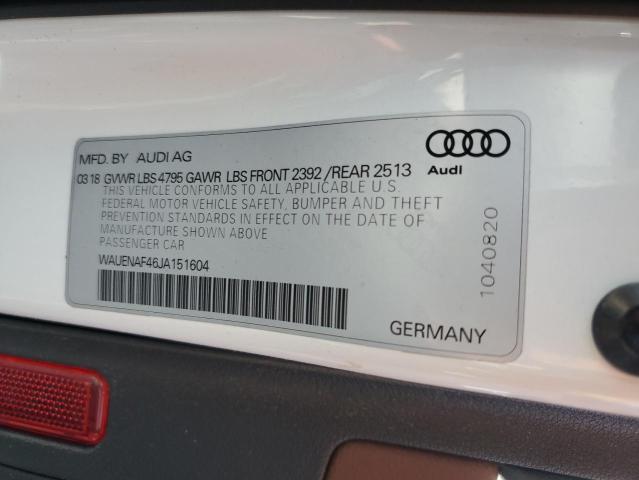 MFD. BY AUDI AG
Audi
03 18 GVWR LBS 4795 GAWR LBS FRONT 2392 / REAR 2513
THIS VEHICLE CONFORMS TO ALL APPLICABLE U.S.
FEDERAL MOTOR VEHICLE SAFETY, BUMPER AND THEFT
PREVENTION STANDARDS IN EFFECT ON THE DATE OF
MANUFACTURE SHOWN ABOVE
PASSENGER CAR
WAUENAF46JA151604
1040820
GERMANY